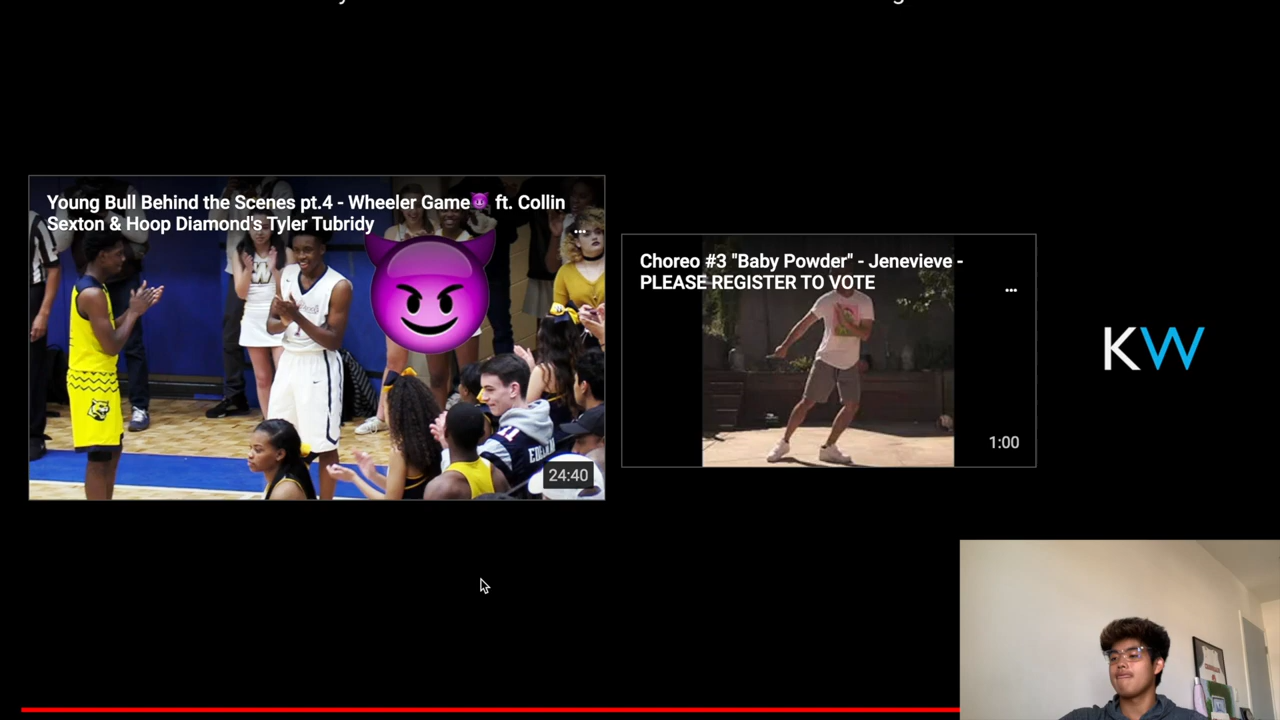 Young Bull Behind the Scenes pt.4 - Wheeler Game😈 ft. Collin
Sexton & Hoop Diamond's Tyler Tubridy
24:40
Choreo #3 "Baby Powder" - Jenevieve -
PLEASE REGISTER TO VOTE
1:00
KW